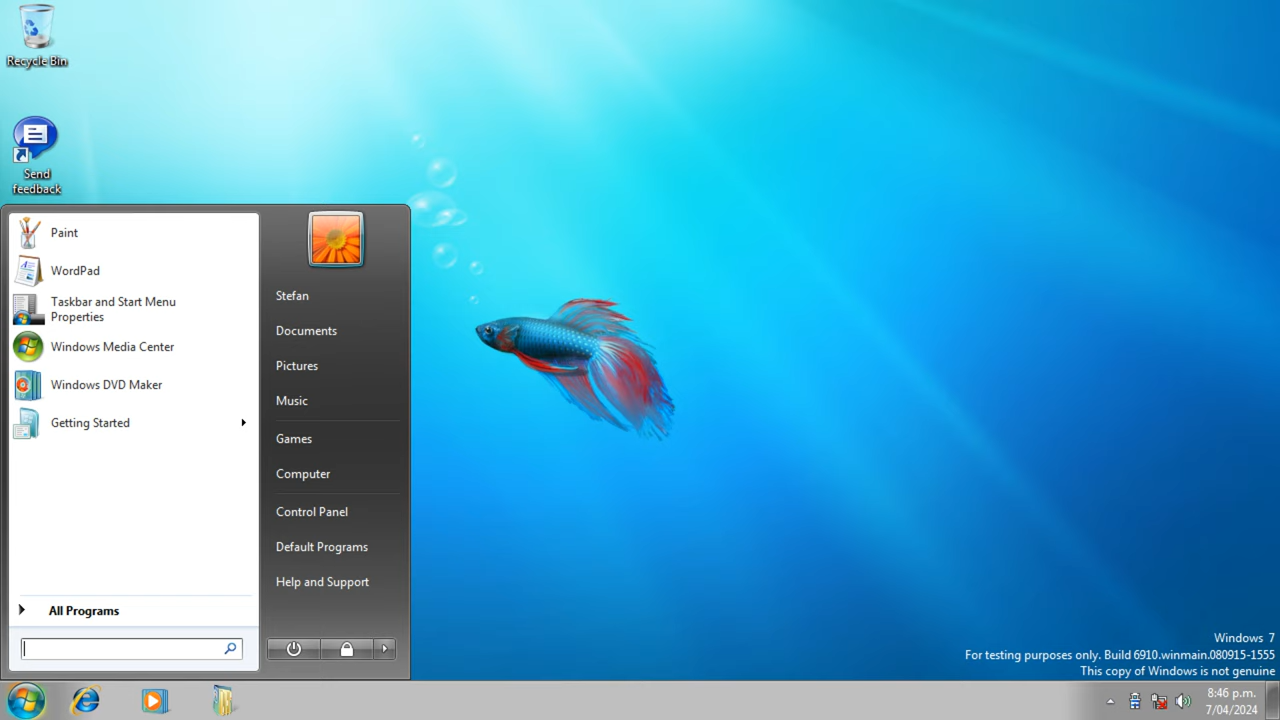 Recycle Bin
Send
feedback
Paint
WordPad
Taskbar and Start Menu
Properties
Windows Media Center
Windows DVD Maker
Getting Started
All Programs
Stefan
Documents
Pictures
Music
Games
Computer
Control Panel
Default Programs
Help and Support
Windows 7
For testing purposes only. Build 6910.winmain.080915-1555
This copy of Windows is not genuine
8:46 p.m.
7/04/2024